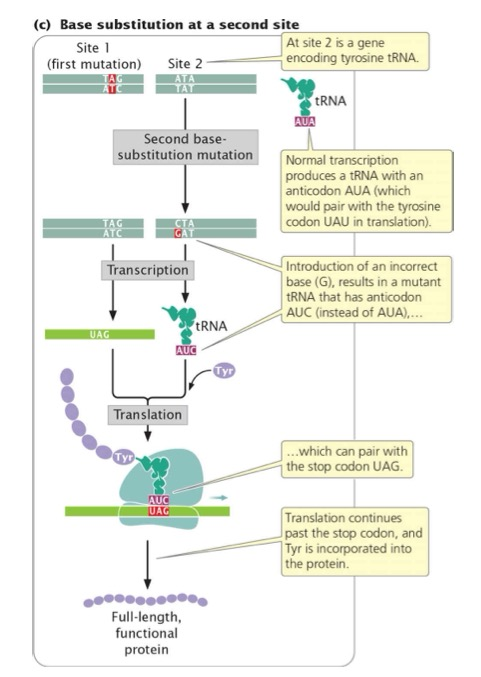 (c) Base substitution at a second site
Site 1
(first mutation)
Site 2
At site 2 is a gene
encoding tyrosine tRNA.
TAG
ATC
ATA
TAT
tRNA
AUA
Second base-
substitution mutation
Normal transcription
produces a tRNA with an
anticodon AUA (which
would pair with the tyrosine
codon UAU in translation).
TAG
ATC
CTA
GAT
Transcription
Introduction of an incorrect
base (G), results in a mutant
tRNA that has anticodon
AUC (instead of AUA),...
UAG
tRNA
AUC
Tyr
Translation
Tyr
AUC
UAG
...which can pair with
the stop codon UAG.
Translation continues
past the stop codon, and
Tyr is incorporated into
the protein.
Full-length,
functional
protein